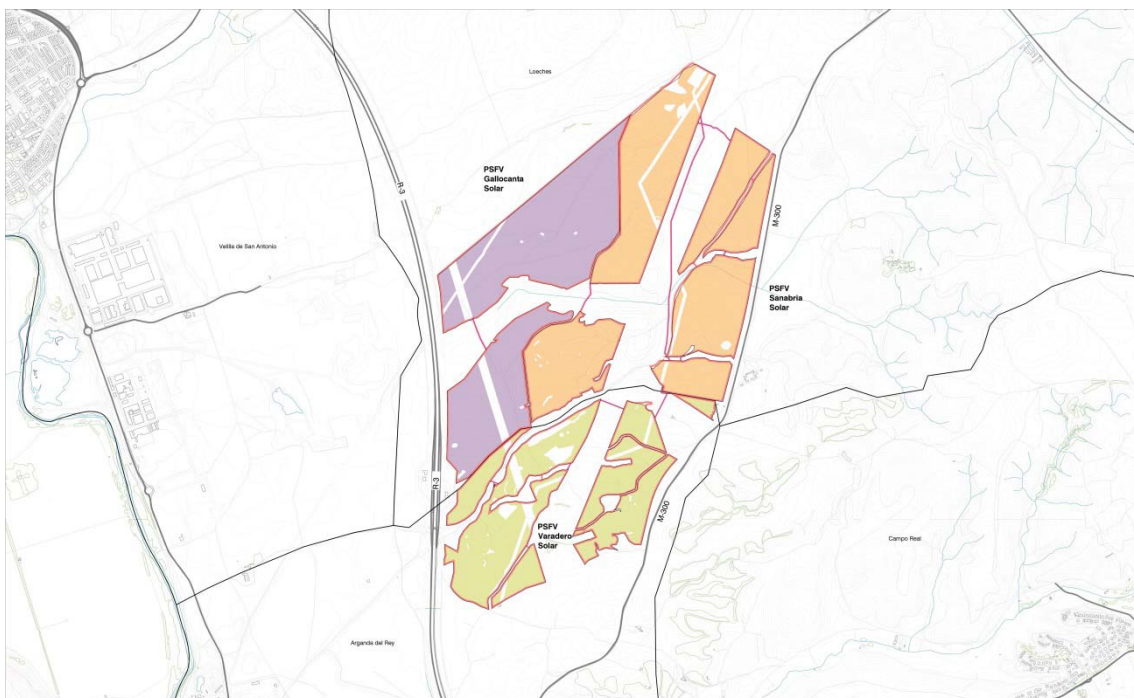 Loeches
PSFV
Gallocanta
Solar
R-3
M-300
Velilla de San Antonio
PSFV
Sanabria
Solar
R-3
M-300
PSFV
Varadero
Solar
Campo Real
Arganda del Rey